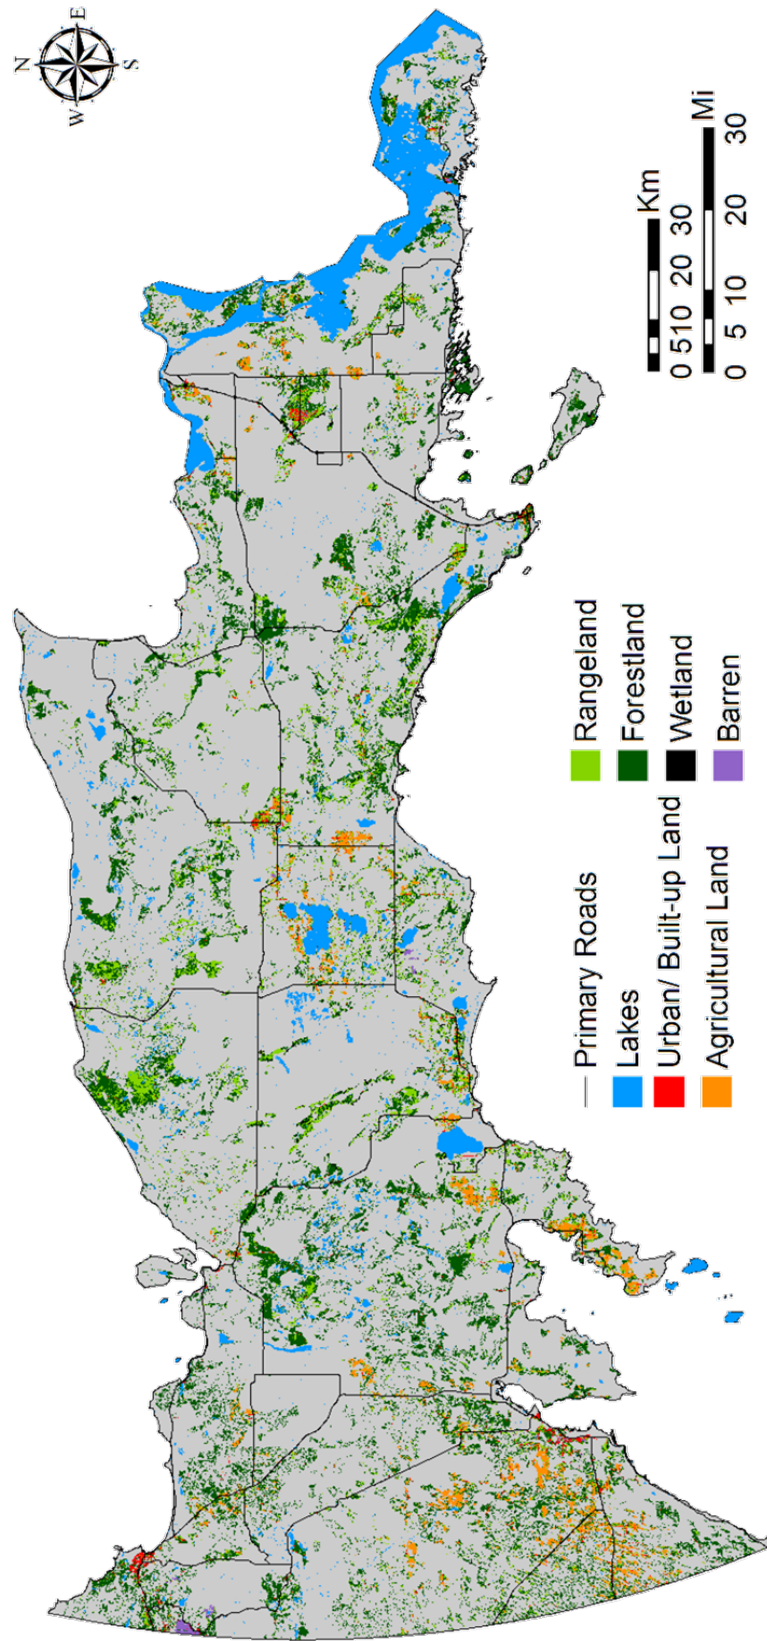 N
E
W
S
Km
0 5 10 20 30
Mi
0 5 10 20 30
Primary Roads
Lakes
Urban/ Built-up Land
Agricultural Land
Rangeland
Forestland
Wetland
Barren